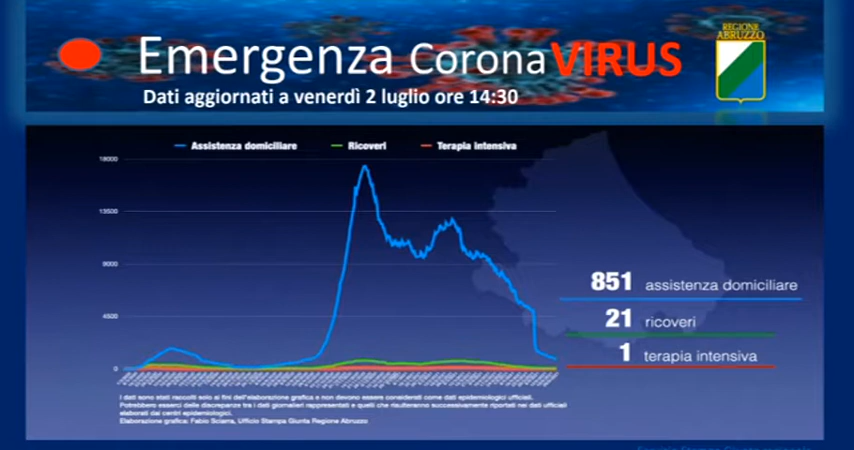 REGIONE
ABRUZZO
Emergenza CoronaVIRUS
Dati aggiornati a venerdì 2 luglio ore 14:30
Assistenza domiciliare Ricoveri Terapia intensiva
18000
13500
9000
4500
0
851 assistenza domiciliare
21 ricoveri
1 terapia intensiva
I dati sono stati raccolti solo ai fini dell'elaborazione grafica e non devono essere considerati come dati epidemiologici ufficiali.
Potrebbero esserci delle discrepanze tra i dati giornalieri rappresentati e quelli che risulteranno successivamente riportati nei dati ufficiali
elaborati dai centri epidemiologici.
Elaborazione grafica: Fabio Sciarra, Ufficio Stampa Giunta Regione Abruzzo